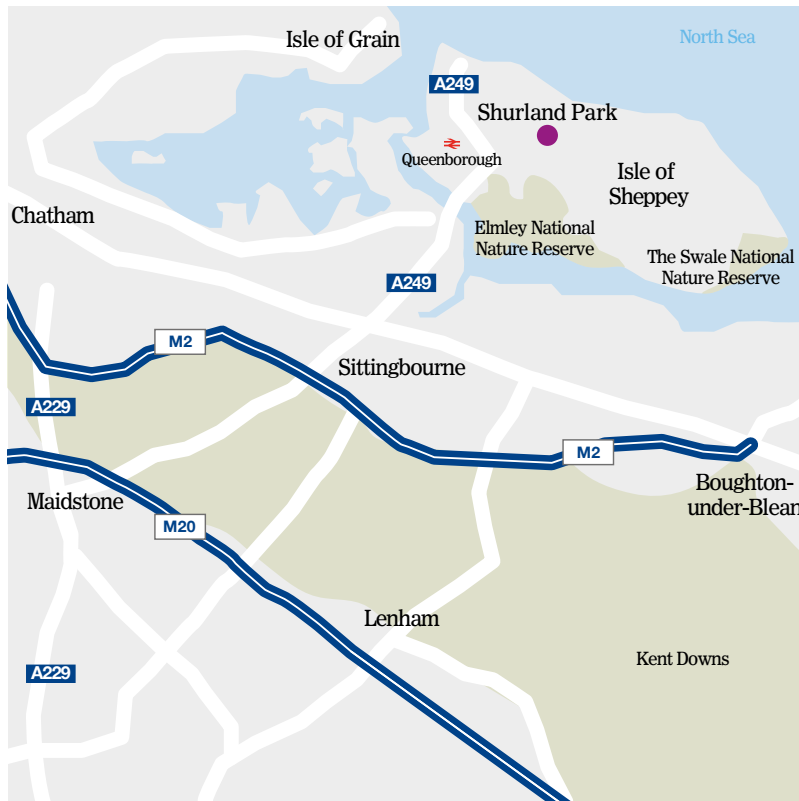 Isle of Grain
North Sea
A249
Shurland Park
Queenborough
Isle of
Sheppey
Chatham
Elmley National
Nature Reserve
The Swale National
Nature Reserve
A249
M2
Sittingbourne
A229
M2
Boughton-
under-Blean
Maidstone
M20
Lenham
Kent Downs
A229